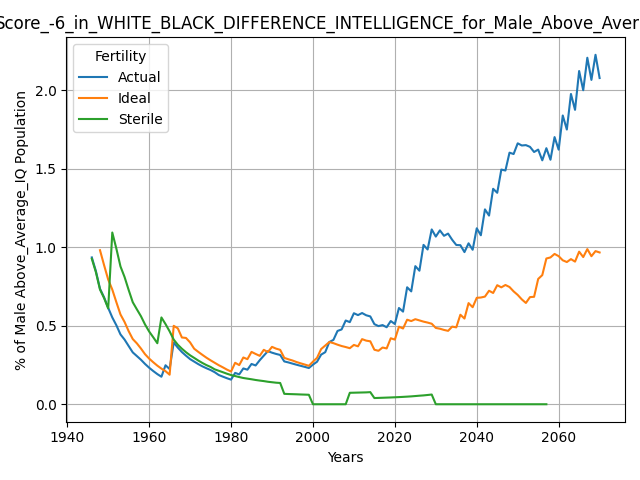 Score_-6_in_WHITE_BLACK_DIFFERENCE_INTELLIGENCE_for_Male_Above_Aver
Fertility
Actual
Ideal
Sterile
% of Male Above_Average_IQ Population
2.0
1.5
1.0
0.5
0.0
1940 1960 1980 2000 2020 2040 2060
Years